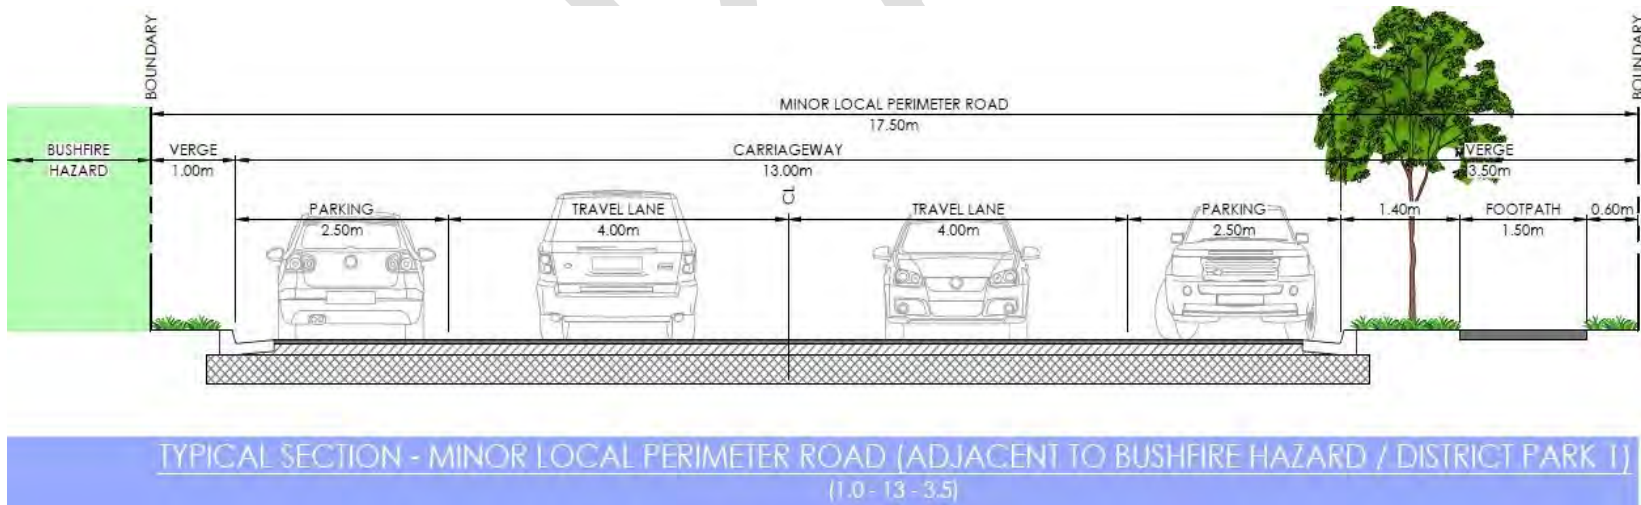 BOUNDARY
BOUNDARY
MINOR LOCAL PERIMETER ROAD
17.50m
BUSHFIRE
HAZARD
VERGE
1.00m
CARRIAGEWAY
13.00m
VERGE
3.50m
CL
PARKING
2.50m
TRAVEL LANE
4.00m
TRAVEL LANE
4.00m
PARKING
2.50m
1.40m
FOOTPATH
1.50m
0.60m
TYPICAL SECTION - MINOR LOCAL PERIMETER ROAD (ADJACENT TO BUSHFIRE HAZARD / DISTRICT PARK 1)
(1.0 - 13 - 3.5)